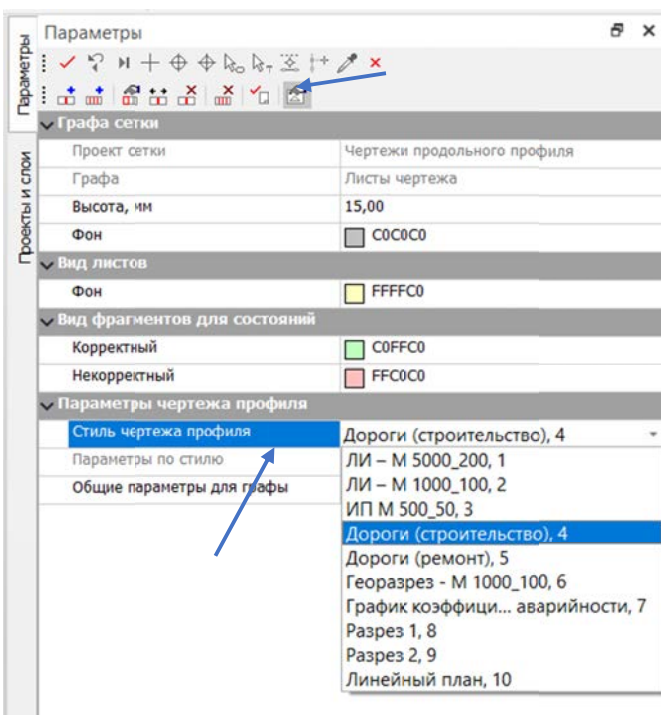 Параметры
Параметры
Проекты и слои
Графа сетки
Проект сетки Чертежи продольного профиля
Графа Листы чертежа
Высота, мм 15,00
Фон C0C0C0
Вид листов
Фон FFFFC0
Вид фрагментов для состояний
Корректный C0FFC0
Некорректный FFC0C0
Параметры чертежа профиля
Стиль чертежа профиля Дороги (строительство), 4
Параметры по стилю ЛИ – М 5000_200, 1
Общие параметры для графы ЛИ – М 1000_100, 2
ИП М 500_50, 3
Дороги (строительство), 4
Дороги (ремонт), 5
Георазрез - М 1000_100, 6
График коэффици... аварийности, 7
Разрез 1, 8
Разрез 2, 9
Линейный план, 10